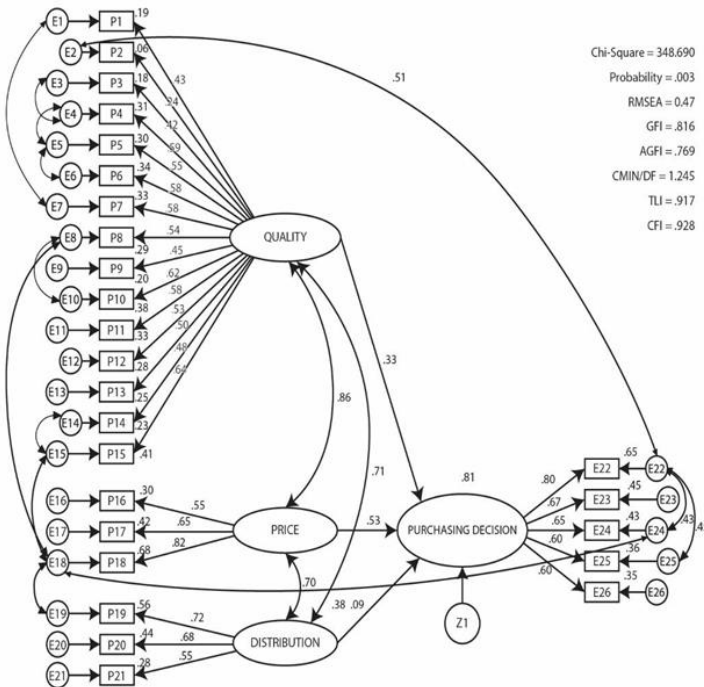 E1 P1 .19
E2 P2 .06
E3 P3 .18
E4 P4 .31
E5 P5 .30
E6 P6 .34
E7 P7 .33
E8 P8
E9 P9 .29
E10 P10 .20
E11 P11 .38
E12 P12 .33
E13 P13 .28
E14 P14 .25
E15 P15 .23
.41
.43
.24
.42
.59
.55
.58
.58
.54
.45
.62
.58
.53
.50
.48
.64
QUALITY
.51
Chi-Square = 348.690
Probability = .003
RMSEA = 0.47
GFI = .816
AGFI = .769
CMIN/DF = 1.245
TLI = .917
CFI = .928
.33
.86
.71
E16 P16 .30 .55
E17 P17 .42 .65
E18 P18 .68 .82
PRICE
.53
.81
PURCHASING DECISION
Z1
.70
.38 .09
E19 P19 .56 .72
E20 P20 .44 .68
E21 P21 .28 .55
DISTRIBUTION
.80 E22 .65 E22
.67 E23 .45 E23
.65 E24 .43 E24
.60 E25 .36 E25
.60 E26 .35 E26
.43